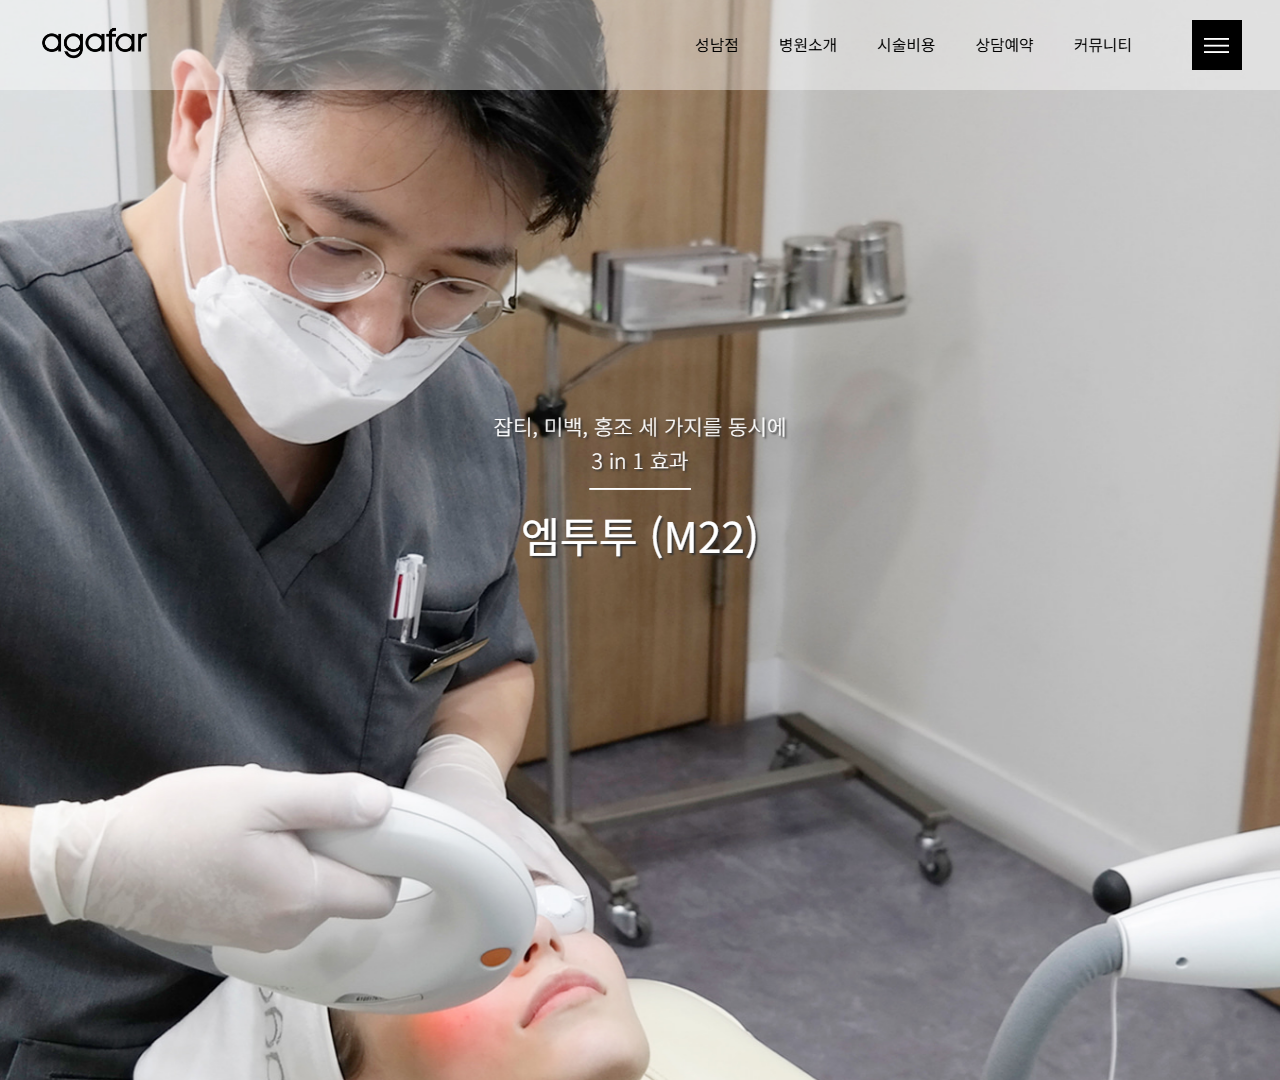 agafar
성남점 병원소개 시술비용 상담예약 커뮤니티
잡티, 미백, 홍조 세 가지를 동시에
3 in 1 효과
엠투투 (M22)